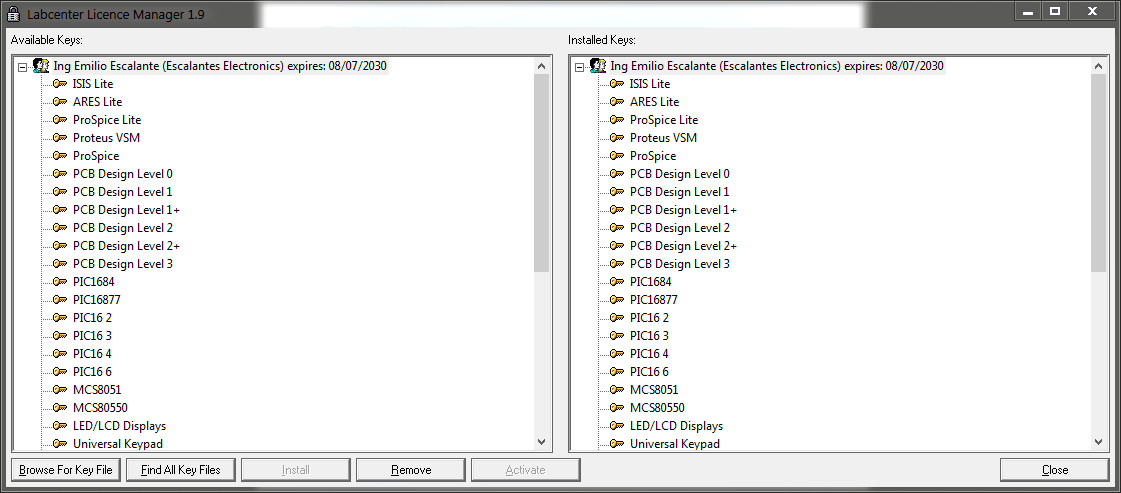 Labcenter Licence Manager 1.9
Available Keys:
Ing Emilio Escalante (Escalantes Electronics) expires: 08/07/2030
ISIS Lite
ARES Lite
ProSpice Lite
Proteus VSM
ProSpice
PCB Design Level 0
PCB Design Level 1
PCB Design Level 1+
PCB Design Level 2
PCB Design Level 2+
PCB Design Level 3
PIC1684
PIC16877
PIC16 2
PIC16 3
PIC16 4
PIC16 6
MCS8051
MCS80550
LED/LCD Displays
Universal Keypad
Installed Keys:
Ing Emilio Escalante (Escalantes Electronics) expires: 08/07/2030
ISIS Lite
ARES Lite
ProSpice Lite
Proteus VSM
ProSpice
PCB Design Level 0
PCB Design Level 1
PCB Design Level 1+
PCB Design Level 2
PCB Design Level 2+
PCB Design Level 3
PIC1684
PIC16877
PIC16 2
PIC16 3
PIC16 4
PIC16 6
MCS8051
MCS80550
LED/LCD Displays
Universal Keypad
Browse For Key File
Find All Key Files
Install
Remove
Activate
Close